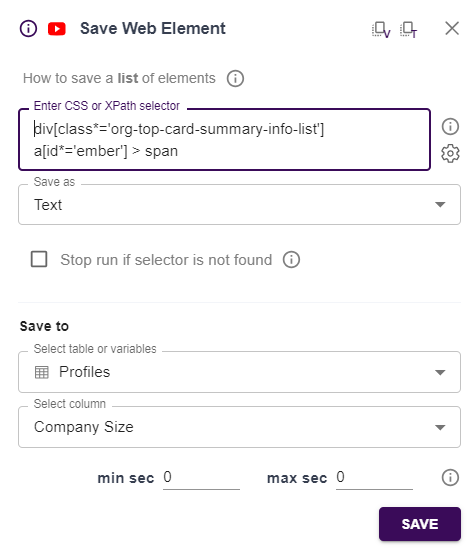 Save Web Element
V
T
How to save a list of elements
Enter CSS or XPath selector
div[class*='org-top-card-summary-info-list']
a[id*='ember'] > span
Save as
Text
Stop run if selector is not found
Save to
Select table or variables
Profiles
Select column
Company Size
min sec 0
max sec 0
SAVE